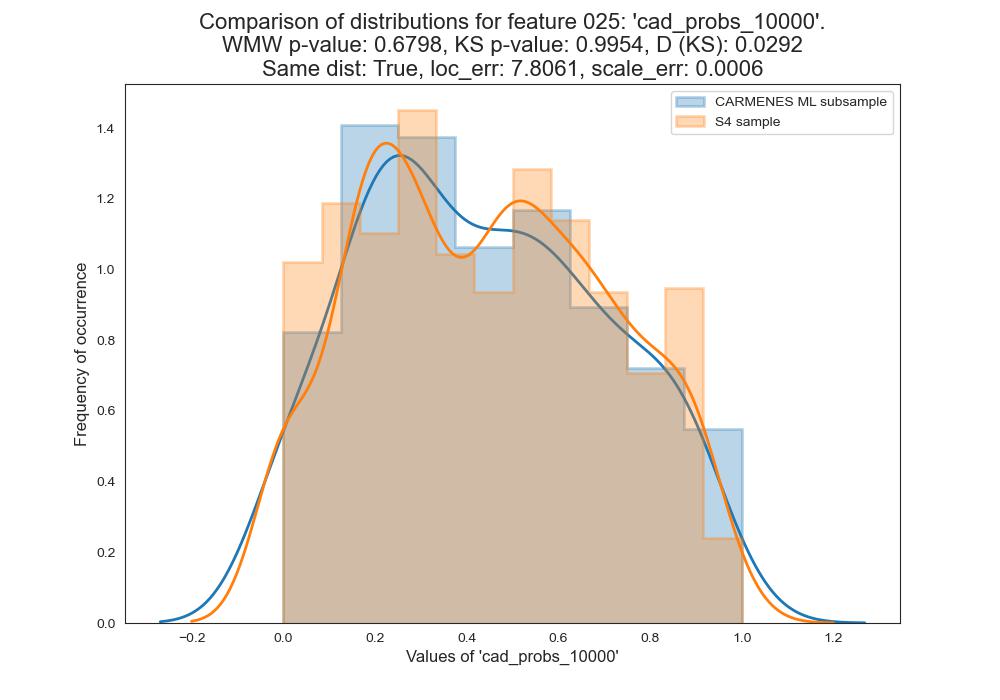 Comparison of distributions for feature 025: 'cad_probs_10000'.
WMW p-value: 0.6798, KS p-value: 0.9954, D (KS): 0.0292
Same dist: True, loc_err: 7.8061, scale_err: 0.0006
CARMENES ML subsample
S4 sample
1.4
1.2
1.0
0.8
0.6
0.4
0.2
0.0
Frequency of occurrence
−0.2 0.0 0.2 0.4 0.6 0.8 1.0 1.2
Values of 'cad_probs_10000'